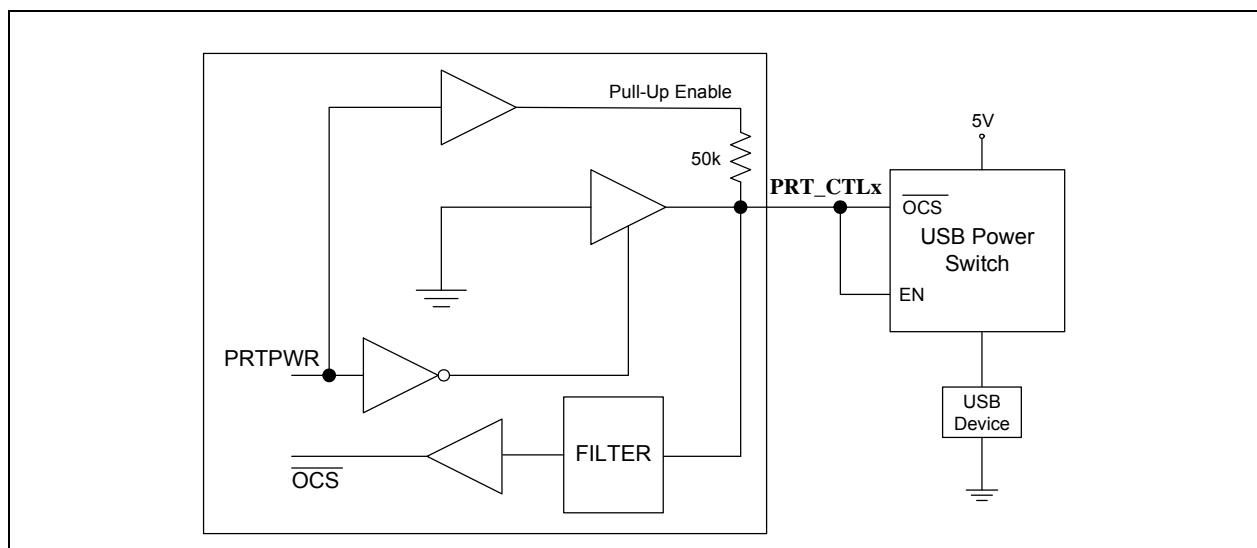 Pull-Up Enable
50k
PRT_CTLx
5V
OCS
USB Power
Switch
EN
PRTPWR
FILTER
OCS
USB
Device